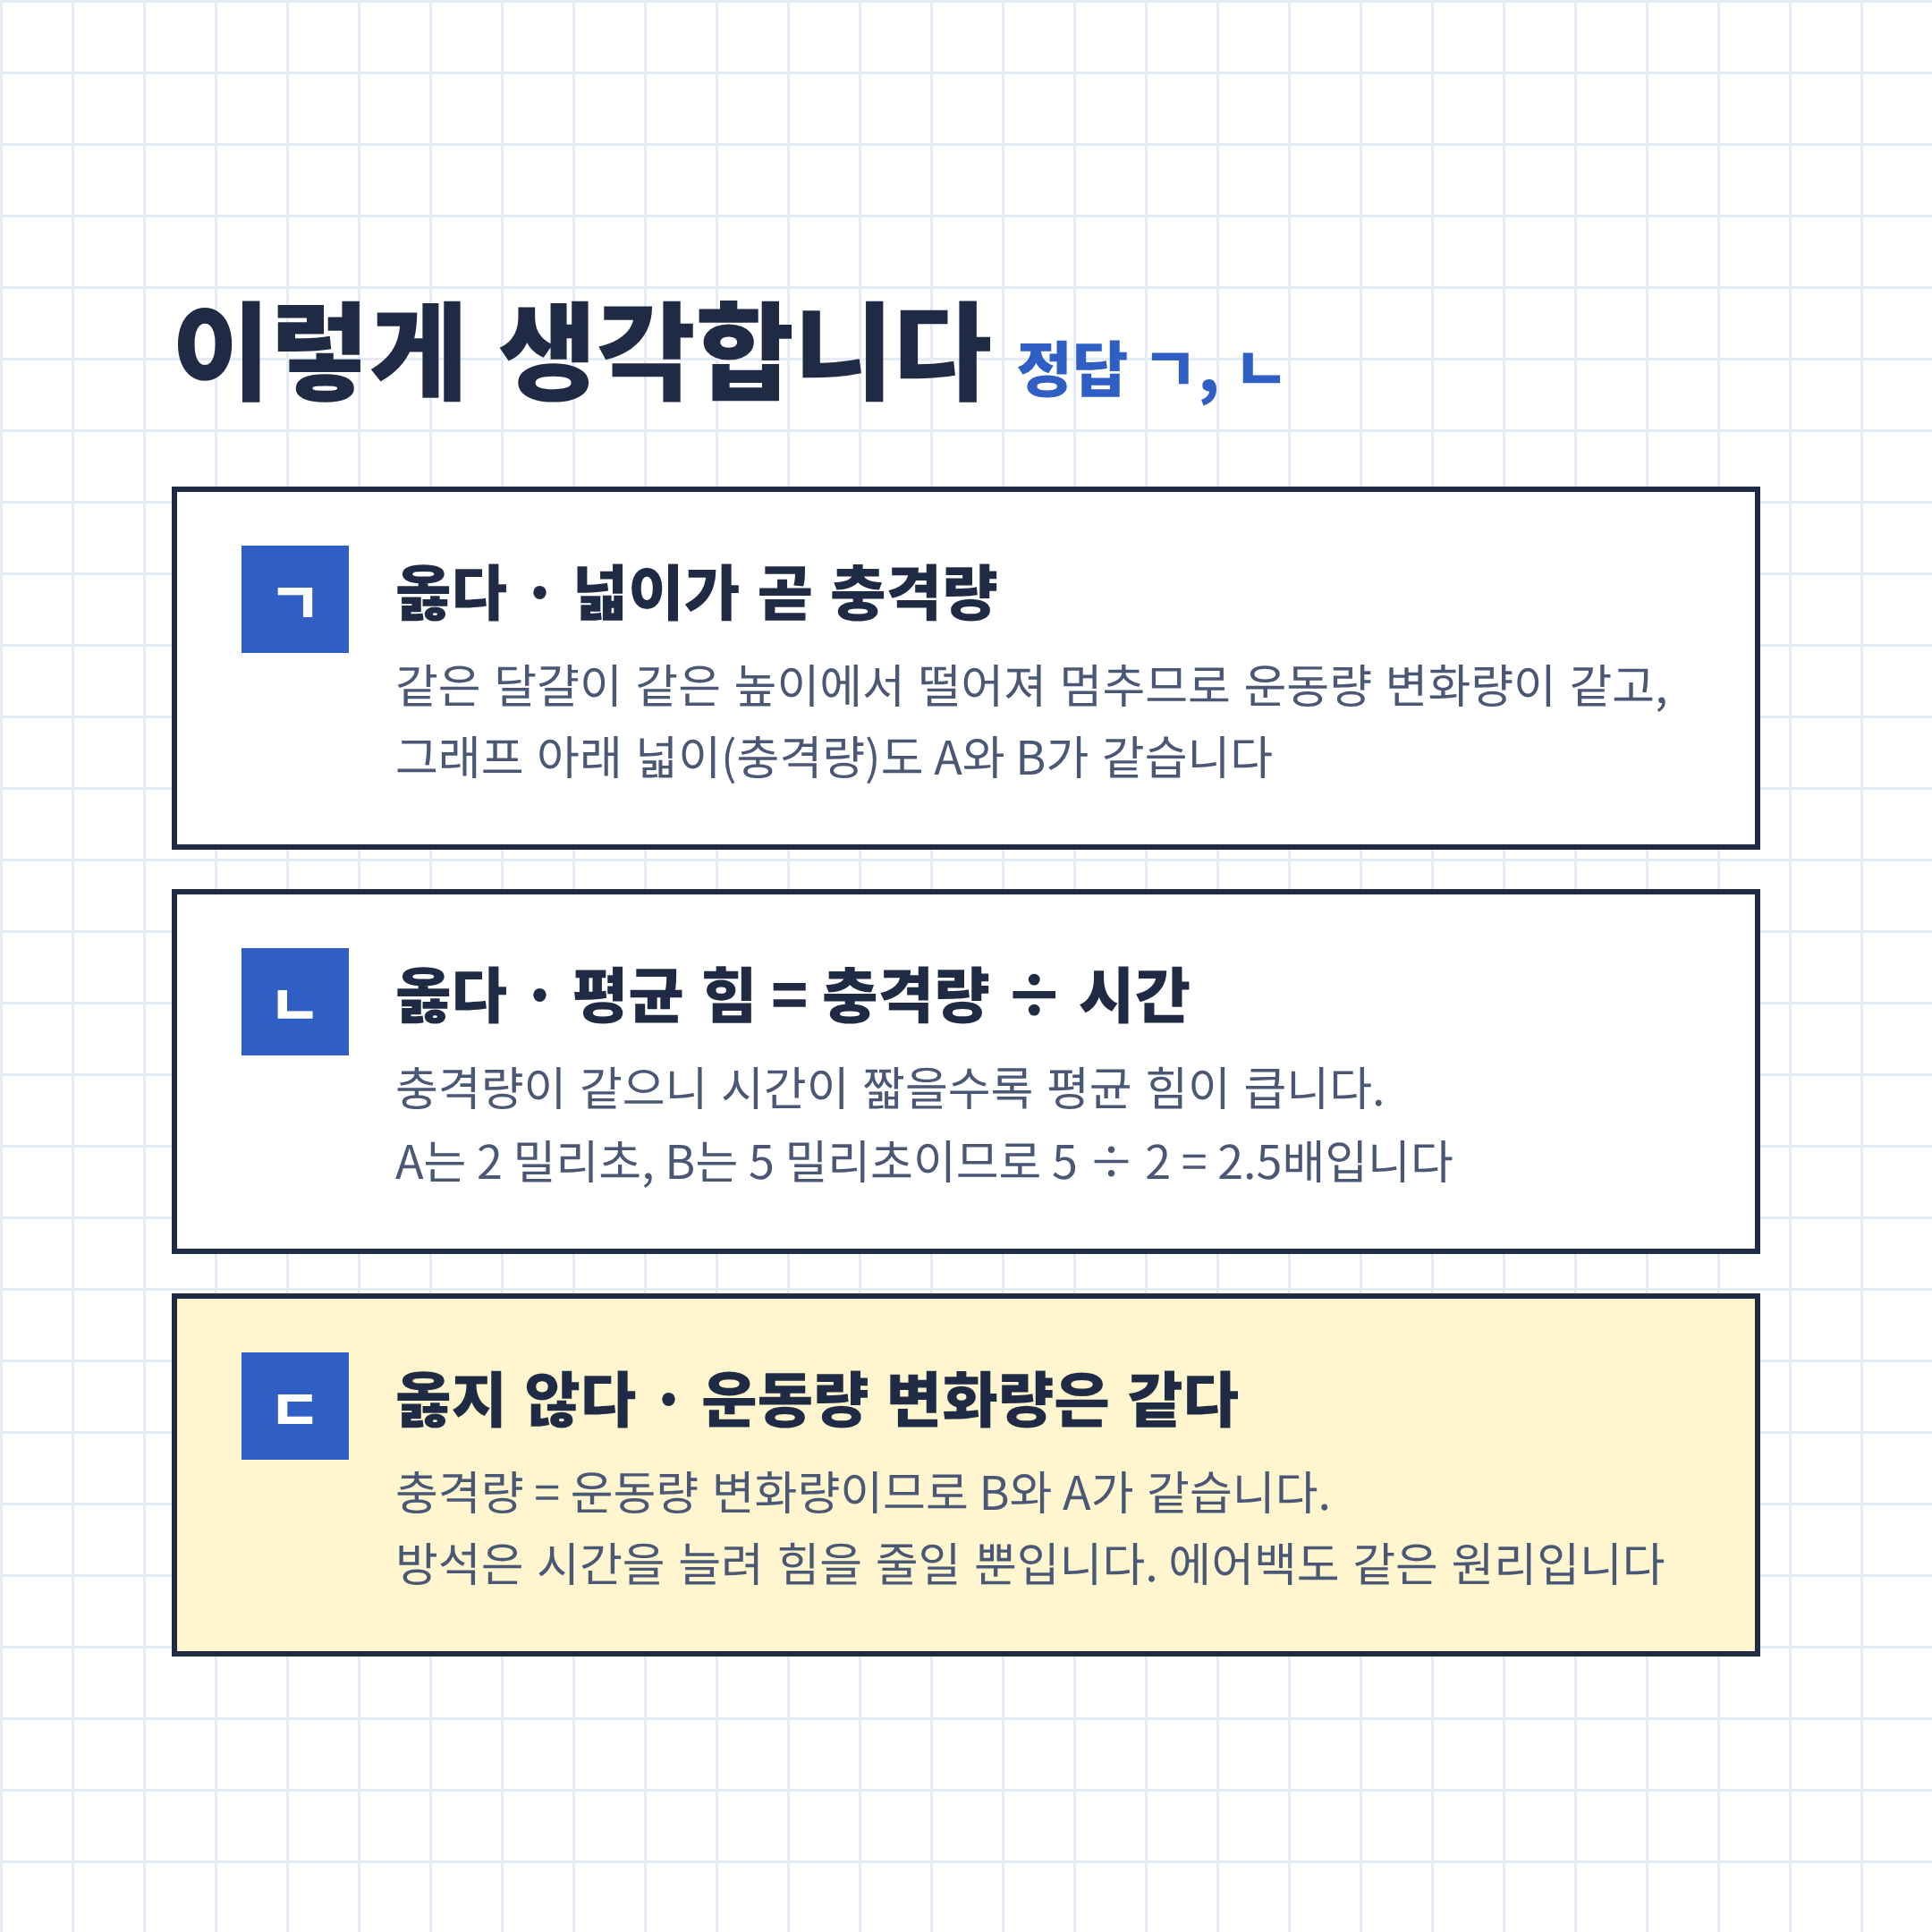 이렇게 생각합니다 정답 ㄱ, ㄴ
ㄱ
옳다 · 넓이가 곧 충격량
같은 달걀이 같은 높이에서 떨어져 멈추므로 운동량 변화량이 같고,
그래프 아래 넓이(충격량)도 A와 B가 같습니다
ㄴ
옳다 · 평균 힘 = 충격량 ÷ 시간
충격량이 같으니 시간이 짧을수록 평균 힘이 큽니다.
A는 2 밀리초, B는 5 밀리초이므로 5 ÷ 2 = 2.5배입니다
ㄷ
옳지 않다 · 운동량 변화량은 같다
충격량 = 운동량 변화량이므로 B와 A가 같습니다.
방석은 시간을 늘려 힘을 줄일 뿐입니다. 에어백도 같은 원리입니다